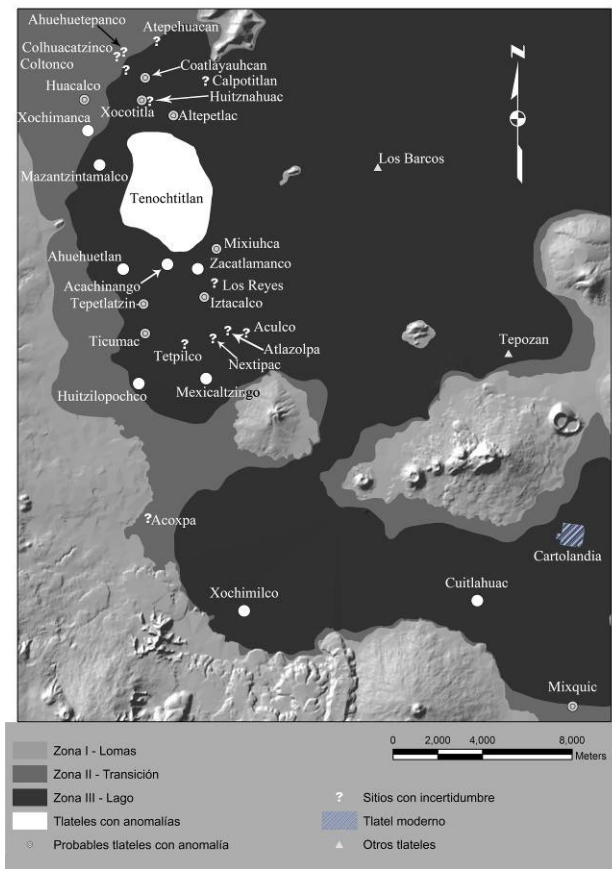 Ahuehuetepanco
Atepehuacan
Colhuacatzinco
Coltonco
Coatlayauhcan
Calpotitlan
Huacalco
Huitznahuac
Xocotitla
Altepetlac
Xochimanca
N
Los Barcos
Mazantzintamalco
Tenochtitlan
Mixiuhca
Ahuehuetlan
Zacatlamanco
Acachinango
Los Reyes
Tepetlatzin
Iztacalco
Ticumac
Aculco
Tetpilco
Atlazolpa
Nextipac
Tepozan
Huitzilopochco
Mexicaltzingo
?Acoxpa
Cartolandia
Xochimilco
Cuitlahuac
Mixquic
Zona I - Lomas
0 2,000 4,000 8,000
Meters
Zona II - Transición
Zona III - Lago
? Sitios con incertidumbre
Tlateles con anomalías
Tlatel moderno
Probables tlateles con anomalía
Otros tlateles